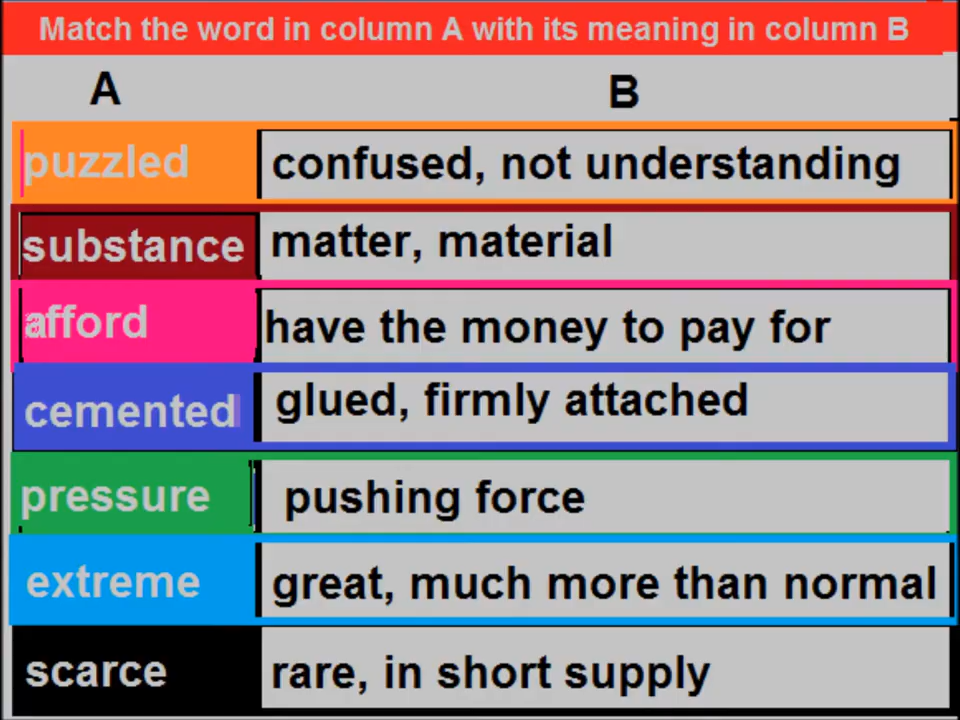 Match the word in column A with its meaning in column B
A B
puzzled confused, not understanding
substance matter, material
afford have the money to pay for
cemented glued, firmly attached
pressure pushing force
extreme great, much more than normal
scarce rare, in short supply